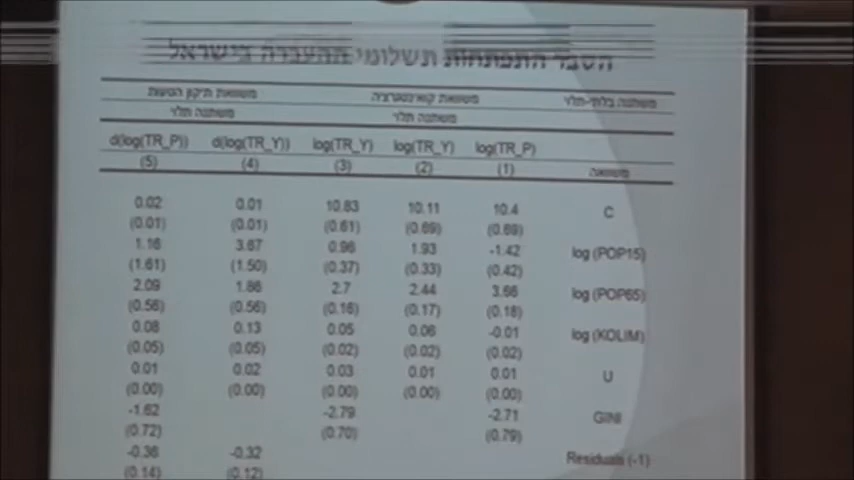 הסבר התפתחות תשלומי ההעברה בישראל
משתנה בלתי-תלוי משוואת קואינטגרציה משוואת תיקון הטעות
משתנה תלוי משתנה תלוי
log(TR_P) log(TR_Y) log(TR_Y) d(log(TR_Y)) d(log(TR_P))
משוואה (1) (2) (3) (4) (5)
C 10.4 10.11 10.83 0.01 0.02
(0.69) (0.69) (0.61) (0.01) (0.01)
log (POP15) -1.42 1.93 0.96 3.67 1.16
(0.42) (0.33) (0.37) (1.50) (1.61)
log (POP65) 3.56 2.44 2.7 1.86 2.09
(0.18) (0.17) (0.16) (0.56) (0.56)
log (KOLIM) -0.01 0.06 0.05 0.13 0.08
(0.02) (0.02) (0.02) (0.05) (0.05)
U 0.01 0.01 0.03 0.02 0.01
(0.00) (0.00) (0.00) (0.00) (0.00)
GINI -2.71 -2.79 -1.62
(0.79) (0.70) (0.72)
Residuals (-1) -0.32 -0.36
(0.12) (0.14)